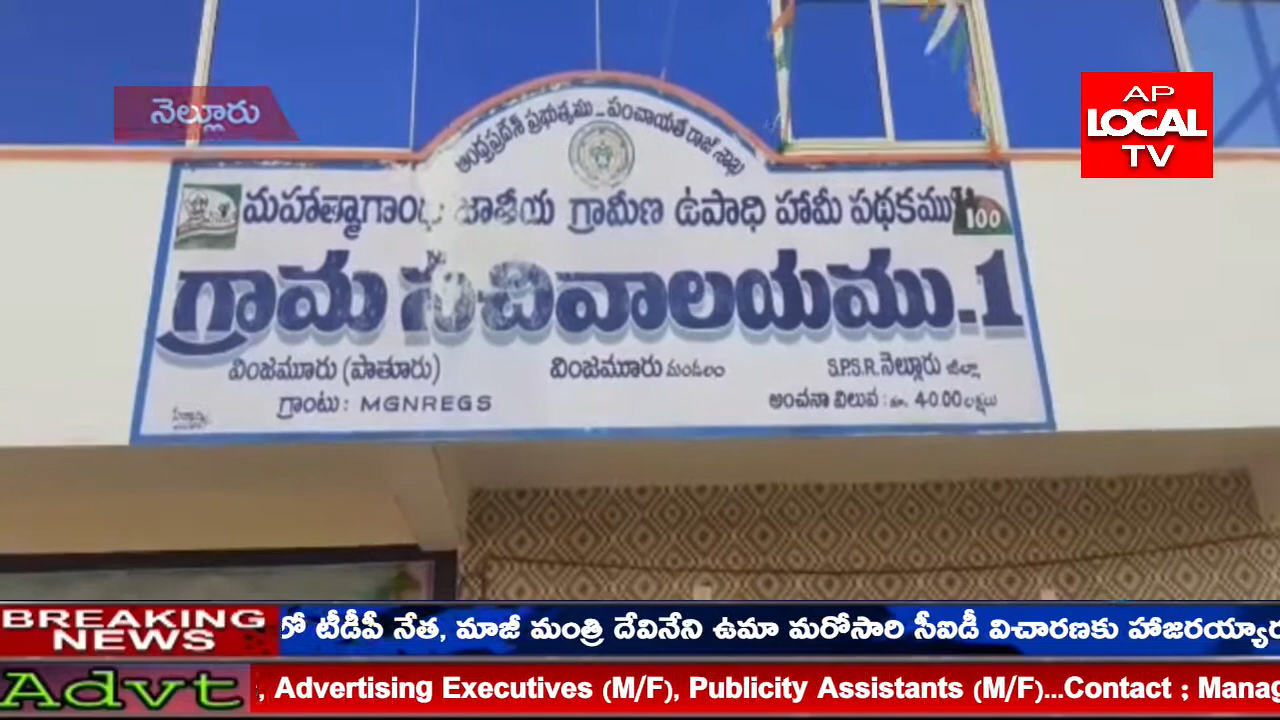 నెల్లూరు
AP
LOCAL
TV
ఆంధ్రప్రదేశ్ ప్రభుత్వము - పంచాయతీ రాజ్ శాఖ
మహాత్మాగాంధీ జాతీయ గ్రామీణ ఉపాధి హామీ పథకము
100
గ్రామ సచివాలయము-1
వింజమూరు (పాతూరు) వింజమూరు మండలం S.P.S.R. నెల్లూరు జిల్లా
గ్రాంటు : MGNREGS అంచనా విలువ : రూ. 40.00 లక్షలు
BREAKING
NEWS
లో టీడీపీ నేత, మాజీ మంత్రి దేవినేని ఉమా మరోసారి సీఐడీ విచారణకు హాజరయ్యారు
Advt
, Advertising Executives (M/F), Publicity Assistants (M/F)...Contact ; Manag